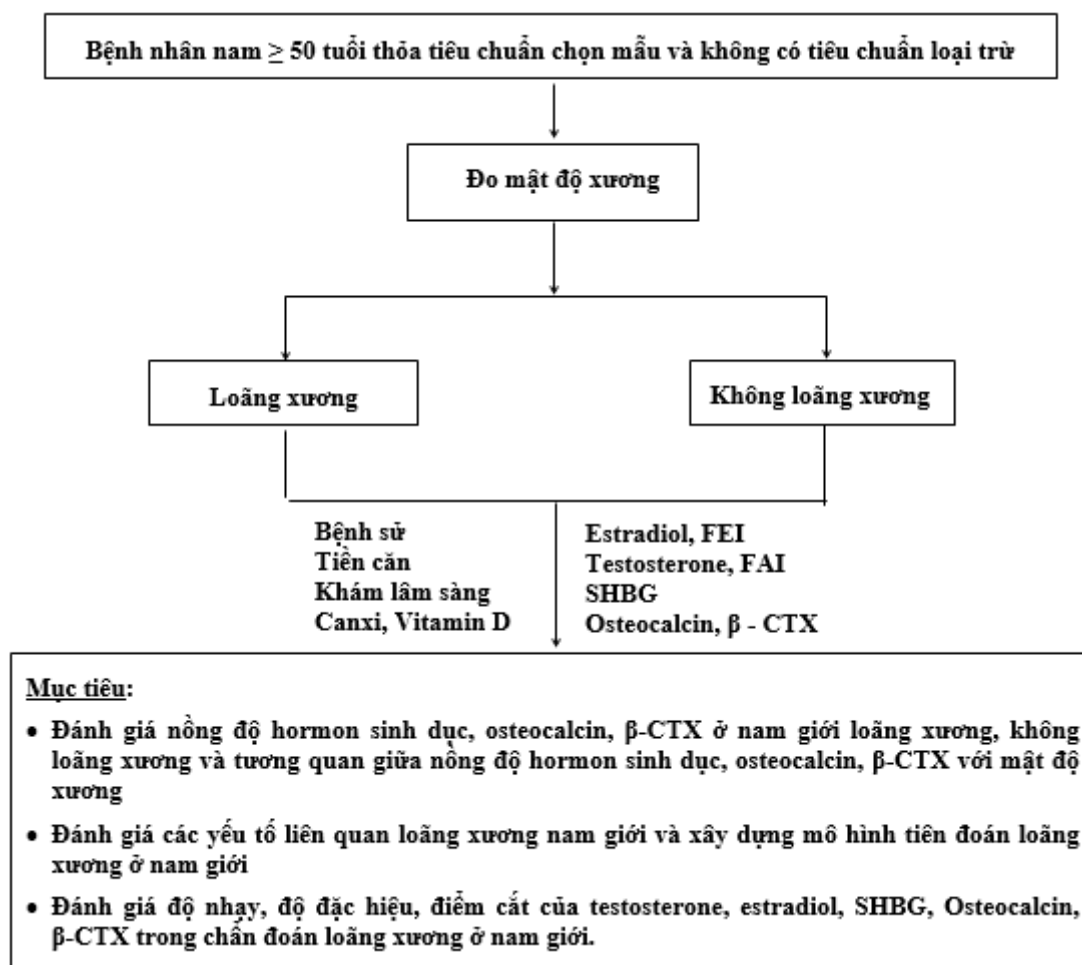 Bệnh nhân nam ≥ 50 tuổi thỏa tiêu chuẩn chọn mẫu và không có tiêu chuẩn loại trừ
Đo mật độ xương
Loãng xương
Không loãng xương
Bệnh sử
Tiền căn
Khám lâm sàng
Canxi, Vitamin D
Estradiol, FEI
Testosterone, FAI
SHBG
Osteocalcin, β - CTX
Mục tiêu:
• Đánh giá nồng độ hormon sinh dục, osteocalcin, β-CTX ở nam giới loãng xương, không
loãng xương và tương quan giữa nồng độ hormon sinh dục, osteocalcin, β-CTX với mật độ
xương
• Đánh giá các yếu tố liên quan loãng xương nam giới và xây dựng mô hình tiên đoán loãng
xương ở nam giới
• Đánh giá độ nhạy, độ đặc hiệu, điểm cắt của testosterone, estradiol, SHBG, Osteocalcin,
β-CTX trong chẩn đoán loãng xương ở nam giới.